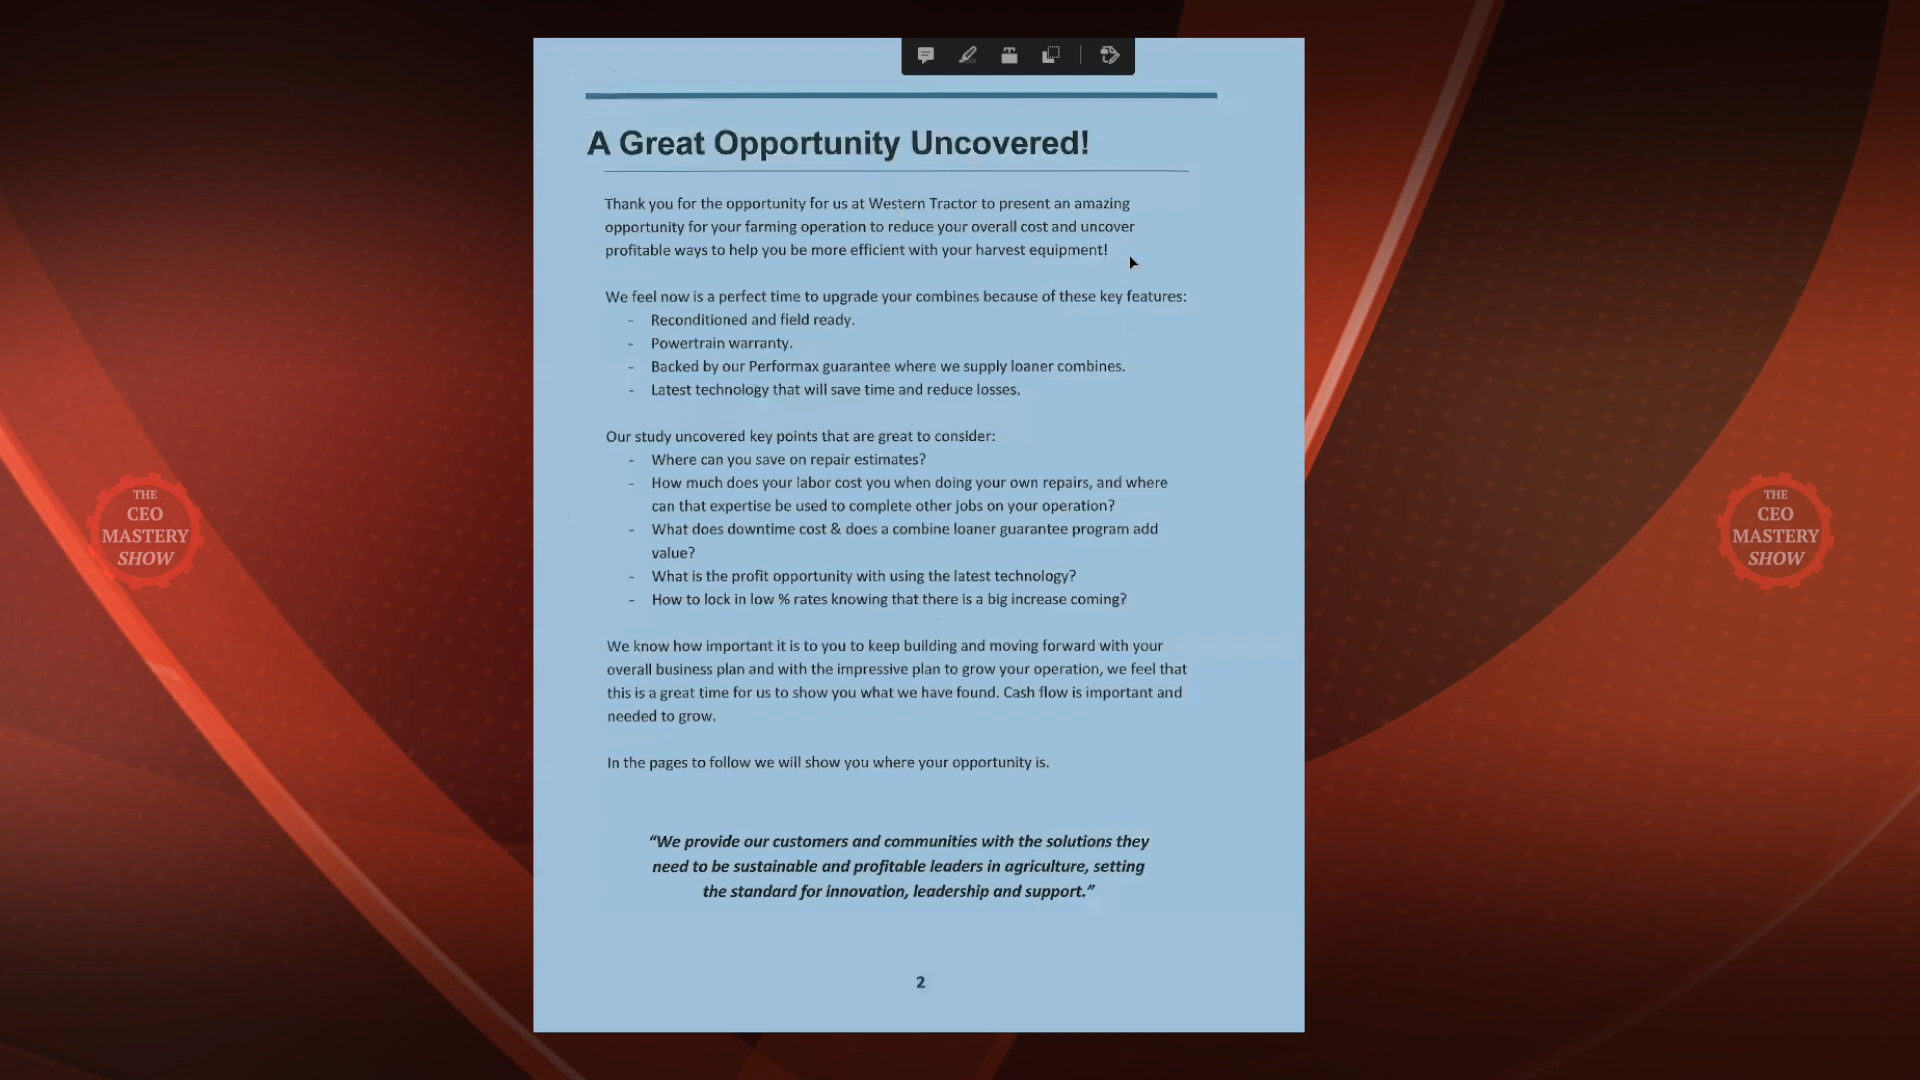 A Great Opportunity Uncovered!
Thank you for the opportunity for us at Western Tractor to present an amazing
opportunity for your farming operation to reduce your overall cost and uncover
profitable ways to help you be more efficient with your harvest equipment!
We feel now is a perfect time to upgrade your combines because of these key features:
- Reconditioned and field ready.
- Powertrain warranty.
- Backed by our Performax guarantee where we supply loaner combines.
- Latest technology that will save time and reduce losses.
Our study uncovered key points that are great to consider:
- Where can you save on repair estimates?
- How much does your labor cost you when doing your own repairs, and where
can that expertise be used to complete other jobs on your operation?
- What does downtime cost & does a combine loaner guarantee program add
value?
- What is the profit opportunity with using the latest technology?
- How to lock in low % rates knowing that there is a big increase coming?
We know how important it is to you to keep building and moving forward with your
overall business plan and with the impressive plan to grow your operation, we feel that
this is a great time for us to show you what we have found. Cash flow is important and
needed to grow.
In the pages to follow we will show you where your opportunity is.
“We provide our customers and communities with the solutions they
need to be sustainable and profitable leaders in agriculture, setting
the standard for innovation, leadership and support.”
2
THE
CEO
MASTERY
SHOW
THE
CEO
MASTERY
SHOW